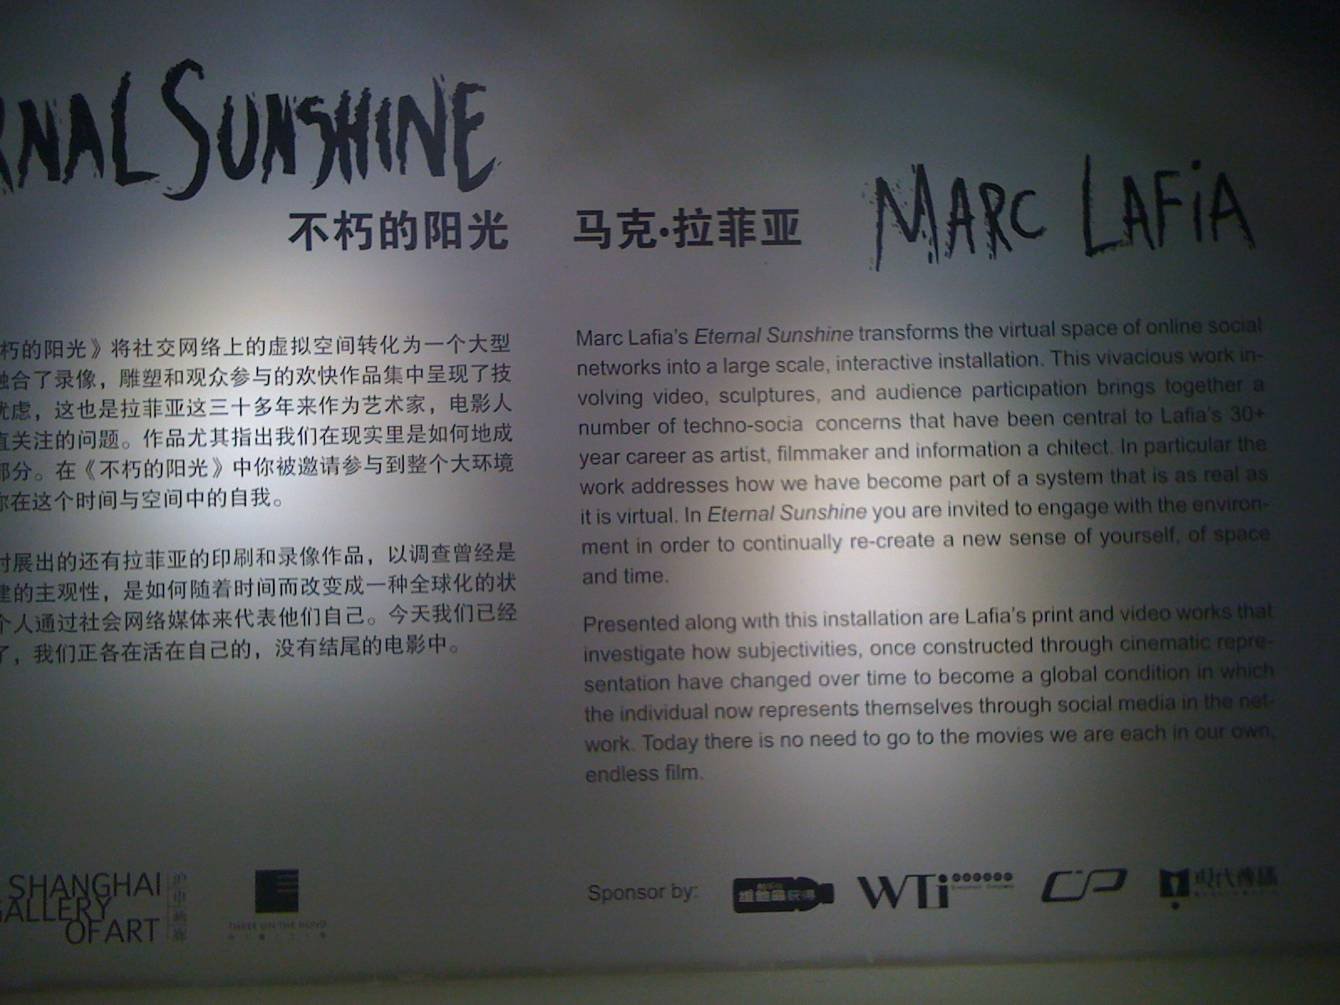 RNAL SUNSHINE
不朽的阳光
马克·拉菲亚
MARC LAFiA
朽的阳光》将社交网络上的虚拟空间转化为一个大型
融合了录像，雕塑和观众参与的欢快作品集中呈现了技
忧虑，这也是拉菲亚这三十多年来作为艺术家，电影人
直关注的问题。作品尤其指出我们在现实里是如何地成
部分。在《不朽的阳光》中你被邀请参与到整个大环境
你在这个时间与空间中的自我。
时展出的还有拉菲亚的印刷和录像作品，以调查曾经是
建的主观性，是如何随着时间而改变成一种全球化的状
个人通过社会网络媒体来代表他们自己。今天我们已经
了，我们正各在活在自己的，没有结尾的电影中。
Marc Lafia's Eternal Sunshine transforms the virtual space of online social
networks into a large scale, interactive installation. This vivacious work in-
volving video, sculptures, and audience participation brings together a
number of techno-socia concerns that have been central to Lafia's 30+
year career as artist, filmmaker and information a chitect. In particular the
work addresses how we have become part of a system that is as real as
it is virtual. In Eternal Sunshine you are invited to engage with the environ-
ment in order to continually re-create a new sense of yourself, of space
and time.
Presented along with this installation are Lafia's print and video works that
investigate how subjectivities, once constructed through cinematic repre-
sentation have changed over time to become a global condition in which
the individual now represents themselves through social media in the net-
work. Today there is no need to go to the movies we are each in our own,
endless film.
SHANGHAI
GALLERY
OF ART
沪申画廊
THREE ON THE BUND
Sponsor by:
WTi
CP
现代传播